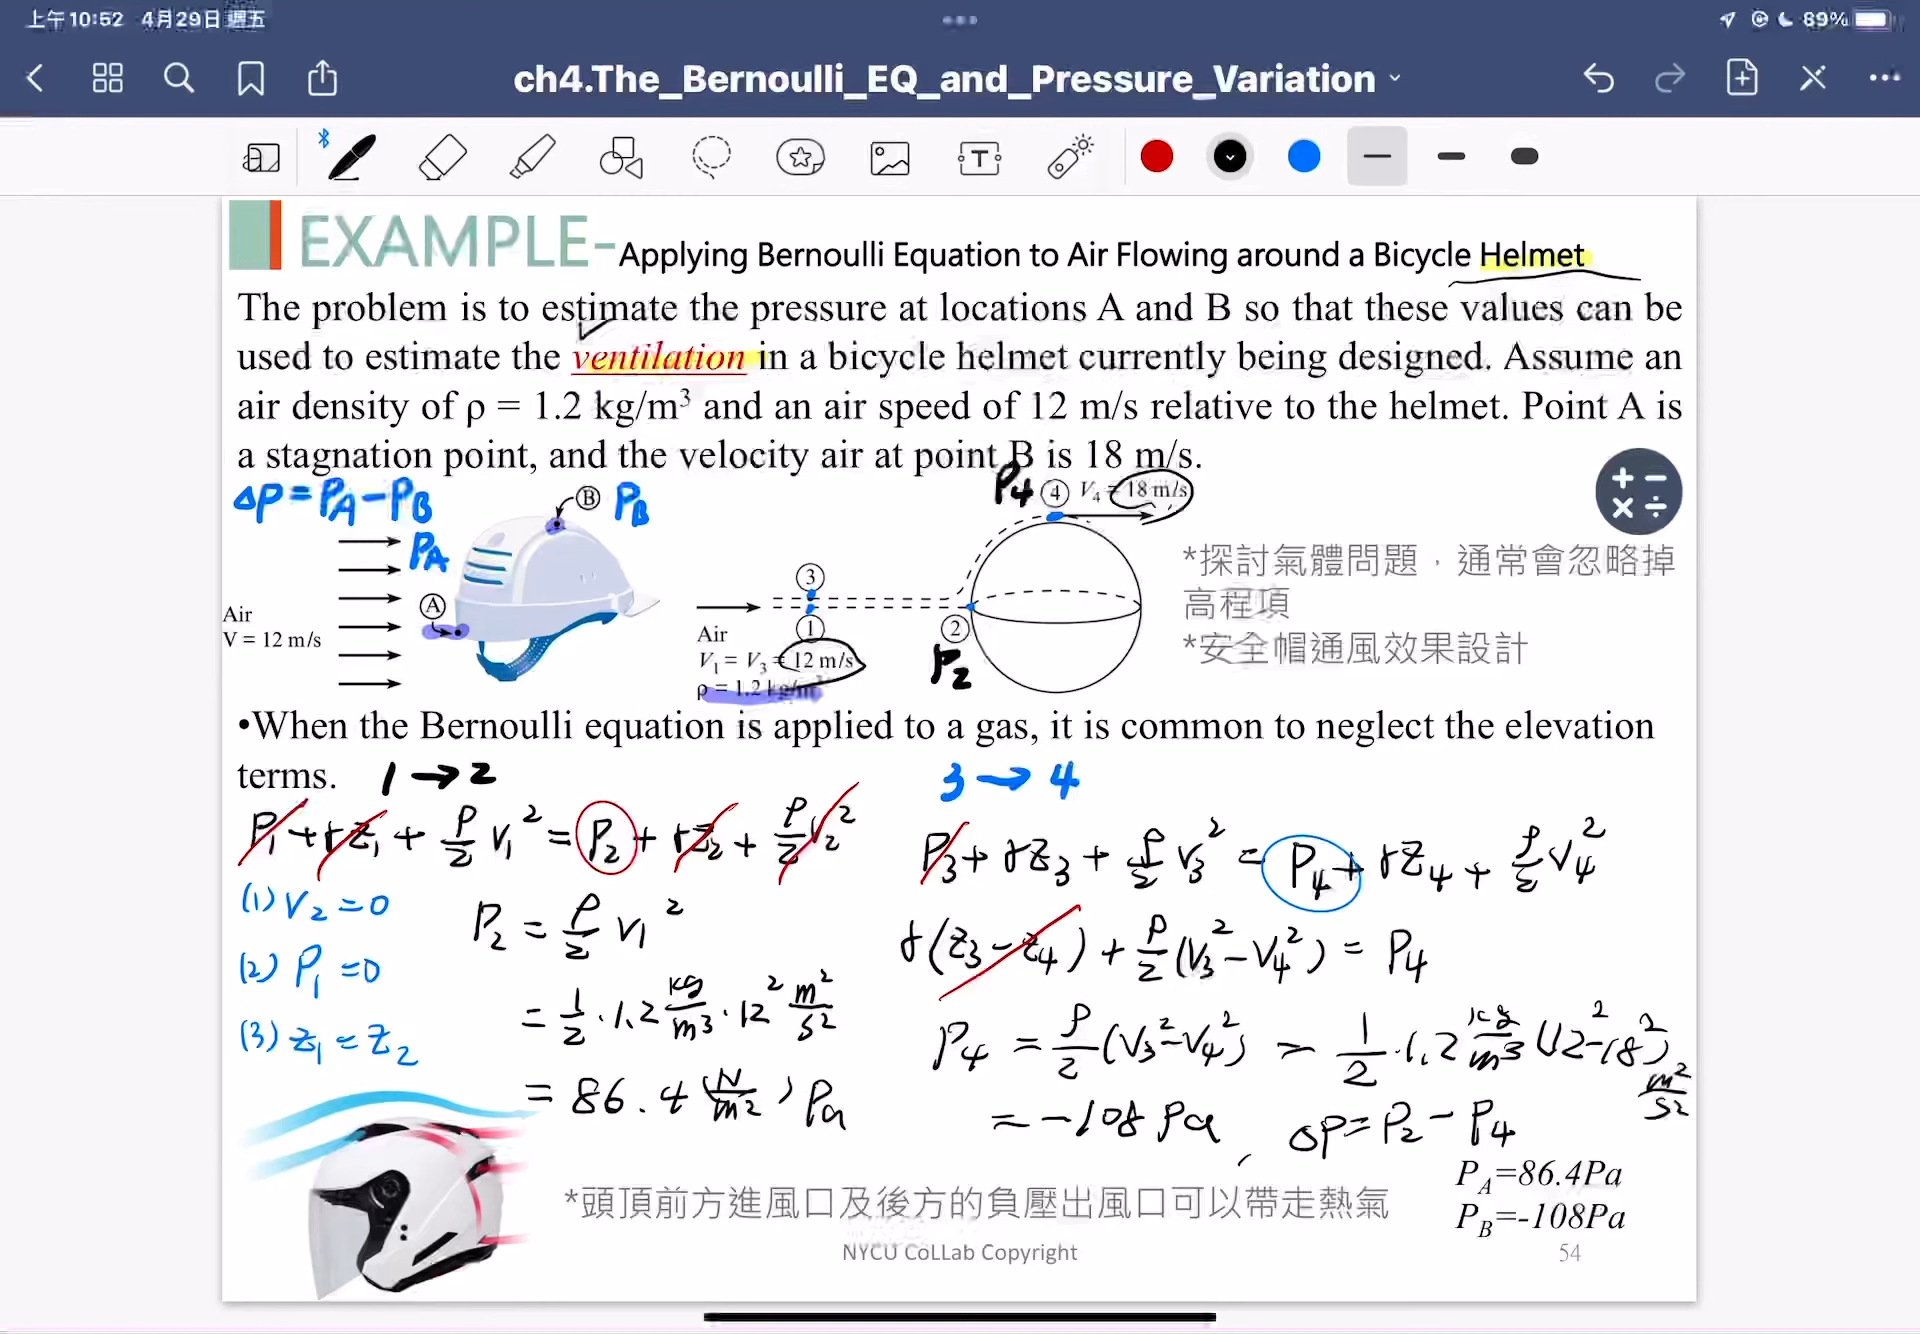 上午10:52 4月29日 週五
89%
ch4.The_Bernoulli_EQ_and_Pressure_Variation
EXAMPLE-Applying Bernoulli Equation to Air Flowing around a Bicycle Helmet
The problem is to estimate the pressure at locations A and B so that these values can be
used to estimate the ventilation in a bicycle helmet currently being designed. Assume an
air density of ρ = 1.2 kg/m³ and an air speed of 12 m/s relative to the helmet. Point A is
a stagnation point, and the velocity air at point B is 18 m/s.
ΔP=PA-PB
B PB
PA
A
Air
V = 12 m/s
P4 4 V₄ = 18 m/s
3
1
Air
V₁ = V₃ = 12 m/s
ρ = 1.2 kg/m³
2
P2
*探討氣體問題，通常會忽略掉
高程項
*安全帽通風效果設計
•When the Bernoulli equation is applied to a gas, it is common to neglect the elevation
terms. 1→2
3→4
P₁+γz₁+ρ/2 V₁²=P₂+γz₂+ρ/2 V₂²
(1) V₂=0
(2) P₁=0
(3) z₁=z₂
P₂=ρ/2 V₁²
=1/2·1.2 kg/m³·12² m²/s²
=86.4 N/m², Pa
P₃+γz₃+ρ/2 V₃²=P₄+γz₄+ρ/2 V₄²
γ(z₃-z₄)+ρ/2(V₃²-V₄²)=P₄
P₄=ρ/2(V₃²-V₄²)=1/2·1.2 kg/m³(12²-18²) m²/s²
=-108 Pa, ΔP=P₂-P₄
P_A=86.4Pa
P_B=-108Pa
*頭頂前方進風口及後方的負壓出風口可以帶走熱氣
NYCU CoLLab Copyright
54